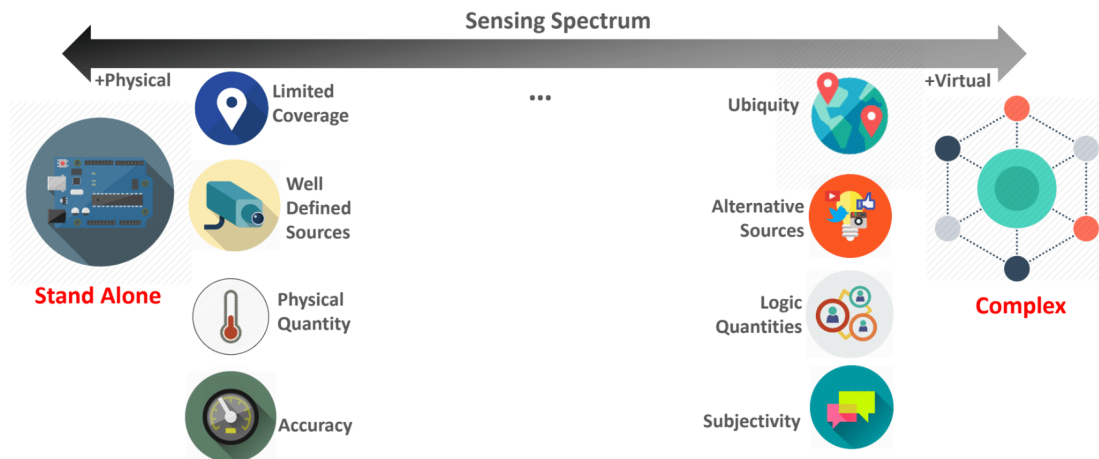 Sensing Spectrum
+Physical
+Virtual
Limited
Coverage
...
Ubiquity
Well
Defined
Sources
Alternative
Sources
Stand Alone
Physical
Quantity
Logic
Quantities
Complex
Accuracy
Subjectivity